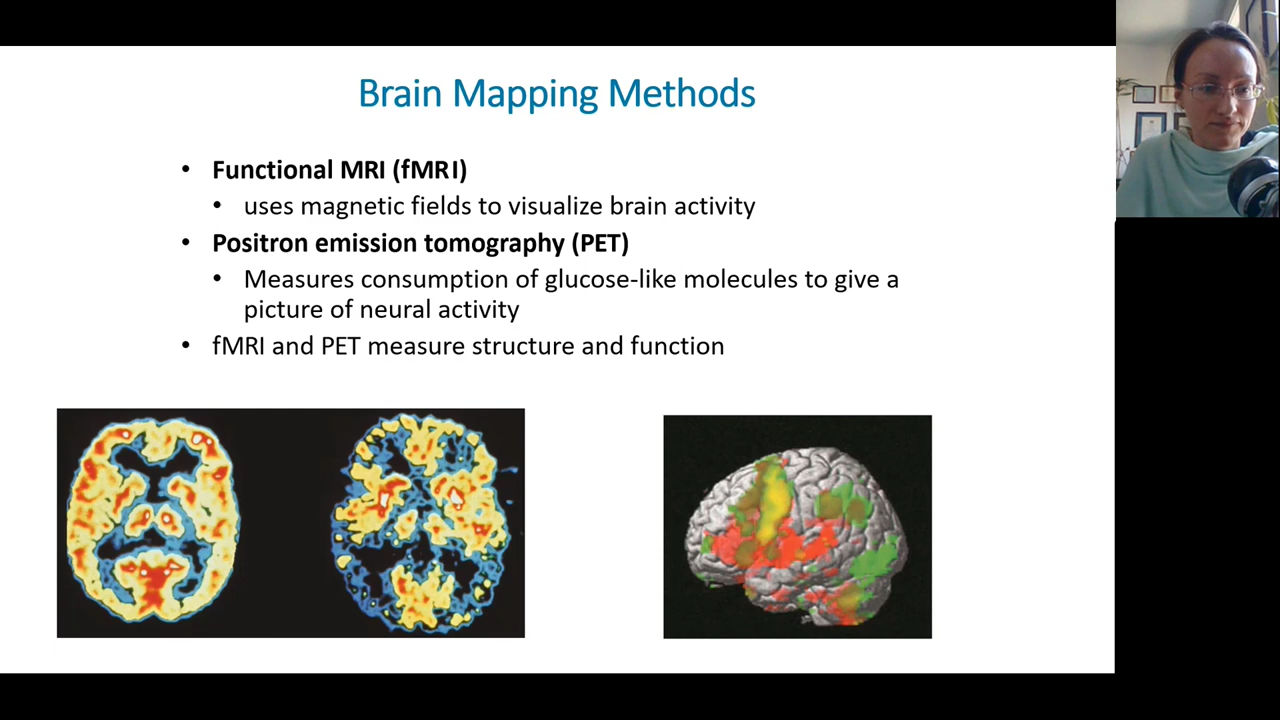 Brain Mapping Methods
• Functional MRI (fMRI)
• uses magnetic fields to visualize brain activity
• Positron emission tomography (PET)
• Measures consumption of glucose-like molecules to give a
picture of neural activity
• fMRI and PET measure structure and function